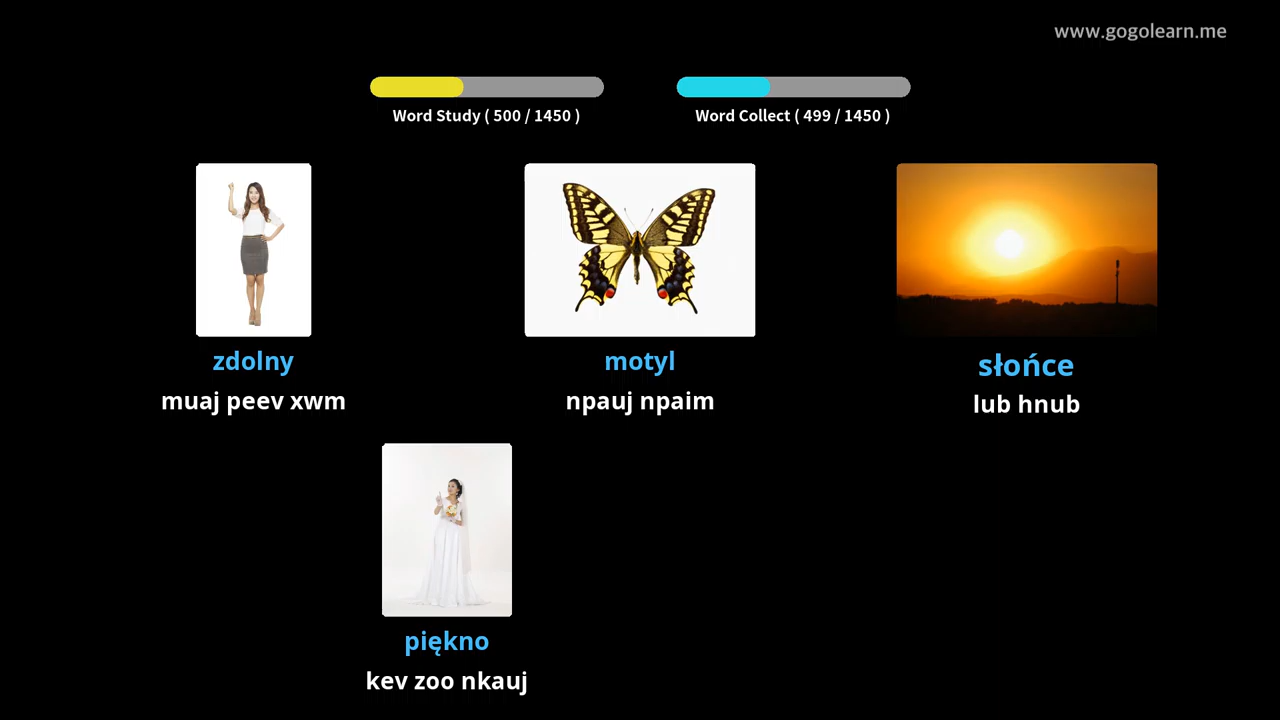 www.gogolearn.me
Word Study ( 500 / 1450 )
Word Collect ( 499 / 1450 )
zdolny
muaj peev xwm
motyl
npauj npaim
słońce
lub hnub
piękno
kev zoo nkauj